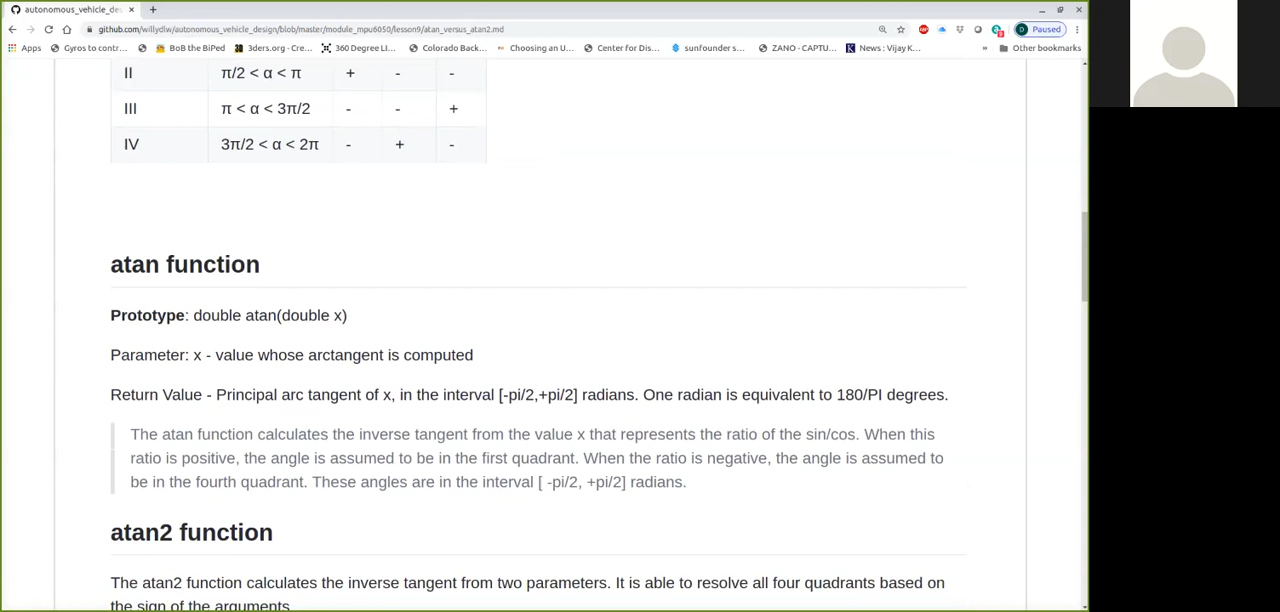 autonomous_vehicle_des
github.com/willydlw/autonomous_vehicle_design/blob/master/module_mpu6050/lesson9/atan_versus_atan2.md
Paused
Apps Gyros to contr… BoB the BiPed 3ders.org - Cre… 360 Degree LI… Colorado Back… Choosing an U… Center for Dis… sunfounder s… ZANO - CAPTU… News : Vijay K… » Other bookmarks
II π/2 < α < π + - -
III π < α < 3π/2 - - +
IV 3π/2 < α < 2π - + -
atan function
Prototype: double atan(double x)
Parameter: x - value whose arctangent is computed
Return Value - Principal arc tangent of x, in the interval [-pi/2,+pi/2] radians. One radian is equivalent to 180/PI degrees.
The atan function calculates the inverse tangent from the value x that represents the ratio of the sin/cos. When this
ratio is positive, the angle is assumed to be in the first quadrant. When the ratio is negative, the angle is assumed to
be in the fourth quadrant. These angles are in the interval [ -pi/2, +pi/2] radians.
atan2 function
The atan2 function calculates the inverse tangent from two parameters. It is able to resolve all four quadrants based on
the sign of the arguments.